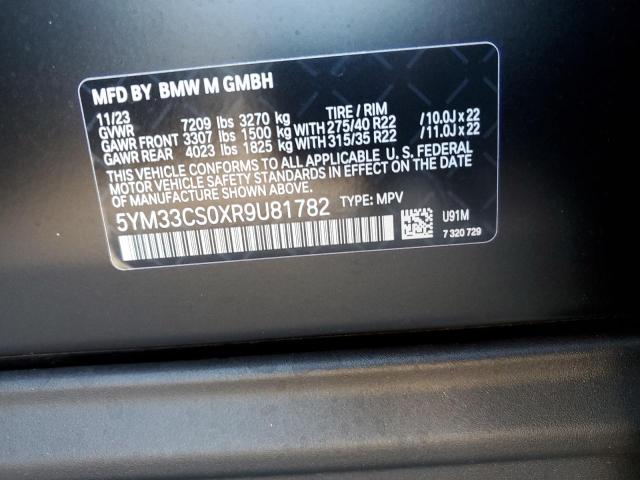 MFD BY BMW M GMBH
11/23 TIRE / RIM
GVWR 7209 lbs 3270 kg
GAWR FRONT 3307 lbs 1500 kg WITH 275/40 R22 /10.0J x 22
GAWR REAR 4023 lbs 1825 kg WITH 315/35 R22 /11.0J x 22
THIS VEHICLE CONFORMS TO ALL APPLICABLE U. S. FEDERAL
MOTOR VEHICLE SAFETY STANDARDS IN EFFECT ON THE DATE
OF MANUFACTURE SHOWN ABOVE.
5YM33CS0XR9U81782 TYPE: MPV
U91M
7 320 729